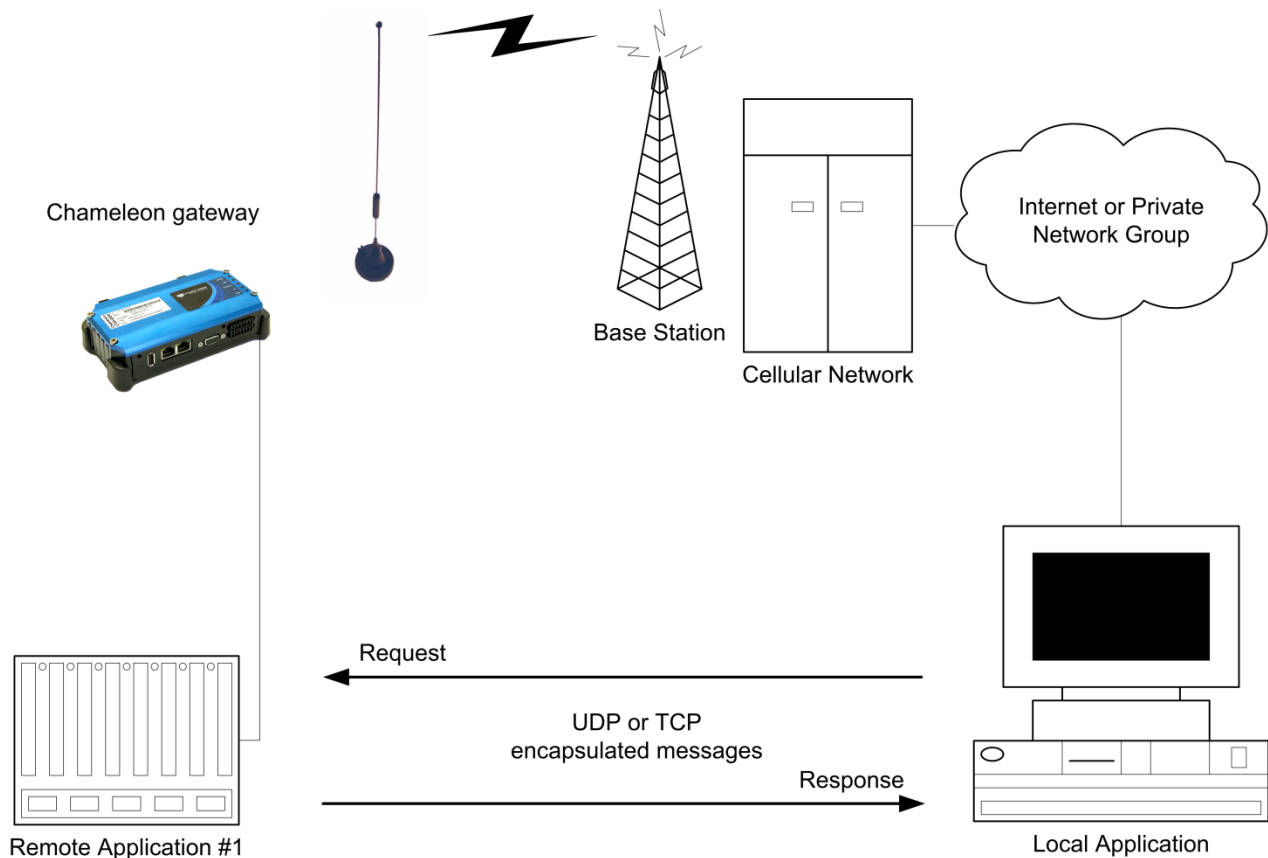 Chameleon gateway
Internet or Private
Network Group
Base Station
Cellular Network
Request
UDP or TCP
encapsulated messages
Response
Remote Application #1
Local Application